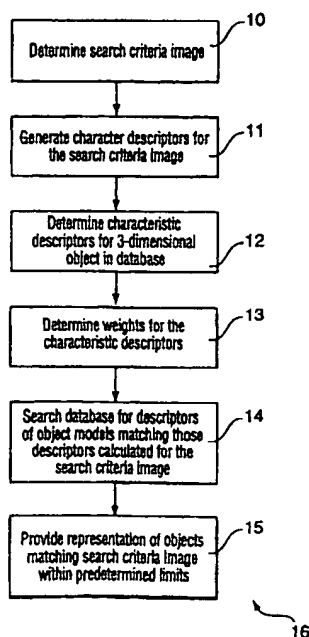 10
Determine search criteria image
11
Generate character descriptors for
the search criteria image
Determine characteristic
descriptors for 3-dimensional
object in database
12
13
Determine weights for the
characteristic descriptors
14
Search database for descriptors
of object models matching those
descriptors calculated for the
search criteria image
15
Provide representation of objects
matching search criteria image
within predetermined limits
16